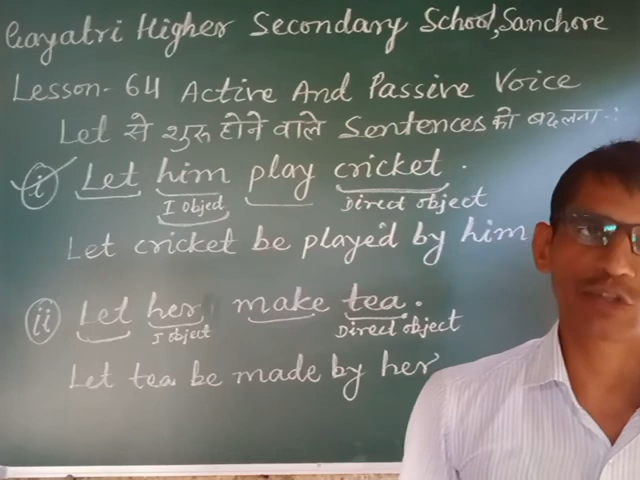 Gayatri Higher Secondary School, Sanchore
Lesson-64 Active And Passive Voice
Let से शुरू होने वाले Sentences को बदलना :
i Let him play cricket.
I Object Direct object
Let cricket be played by him
ii Let her make tea.
I object Direct object
Let tea be made by her